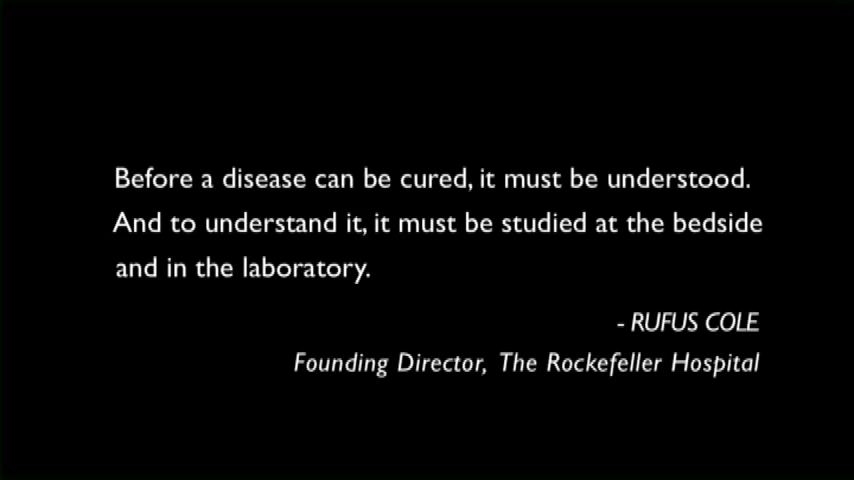 Before a disease can be cured, it must be understood.
And to understand it, it must be studied at the bedside
and in the laboratory.
- RUFUS COLE
Founding Director, The Rockefeller Hospital